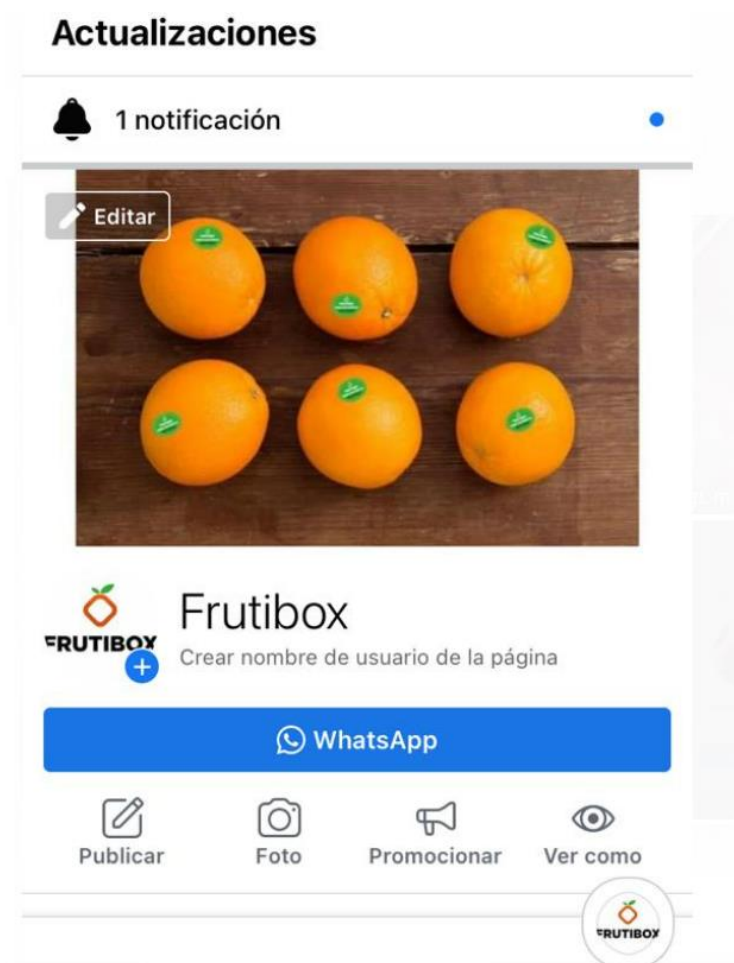 Actualizaciones
1 notificación
Editar
FRUTIBOX
Frutibox
Crear nombre de usuario de la página
WhatsApp
Publicar
Foto
Promocionar
Ver como
FRUTIBOX